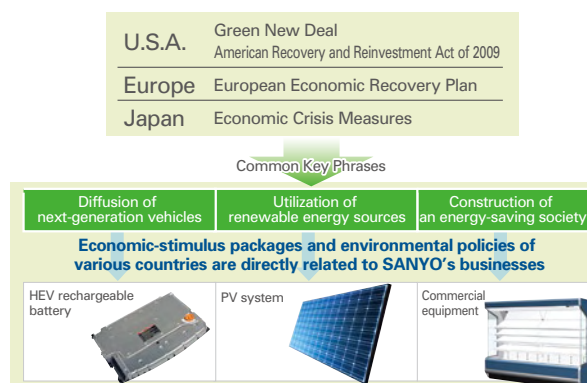 U.S.A.
Green New Deal
American Recovery and Reinvestment Act of 2009
Europe
European Economic Recovery Plan
Japan
Economic Crisis Measures
Common Key Phrases
Diffusion of
next-generation vehicles
Utilization of
renewable energy sources
Construction of
an energy-saving society
Economic-stimulus packages and environmental policies of
various countries are directly related to SANYO's businesses
HEV rechargeable
battery
PV system
Commercial
equipment